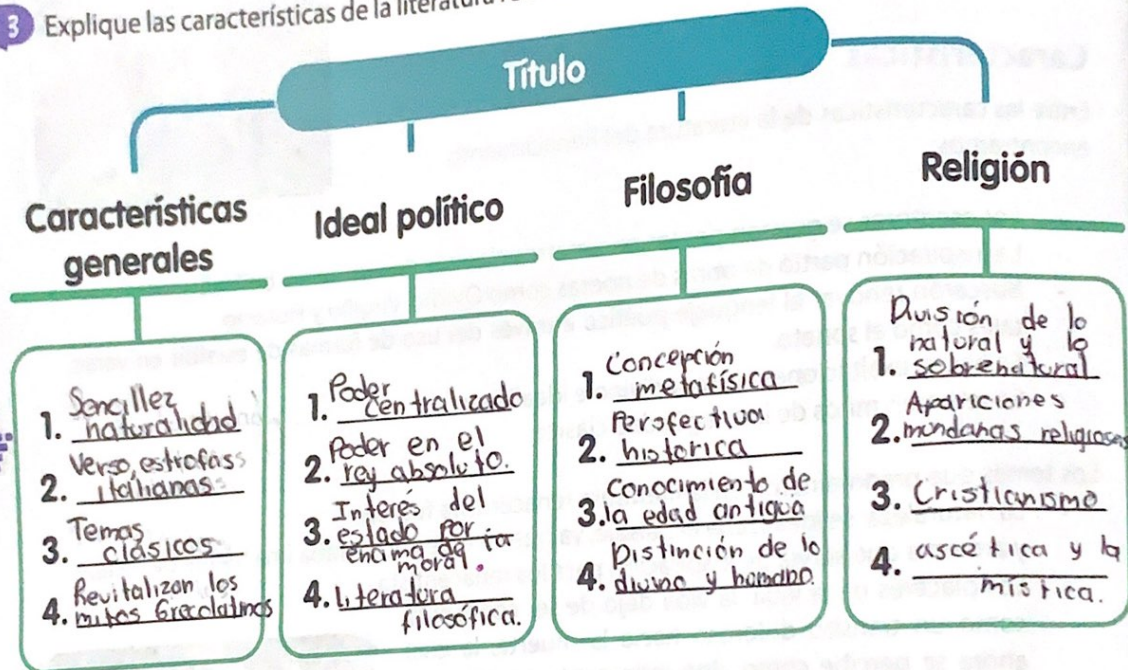 3 Explique las características de la
Título
Características
generales
Ideal político
Filosofía
Religión
Sencillez
1. naturalidad
Verso, estrofas
2. italianas
Temas
3. clásicos
Revitalizan los
4. mitos Grecolatinos
Poder
1. centralizado
Poder en el
2. rey absoluto.
Interés del
3. estado por
encima de la
moral.
4. Literatura
filosófica.
Concepción
1. metafísica
2. historica
Conocimiento de
3. la edad antigua
Distinción de lo
4. divino y humano.
División de lo
natural y lo
1. sobrenatural
Apariciones
2. mundanas religiosas
3. Cristianismo
4. ascética y la
mística.